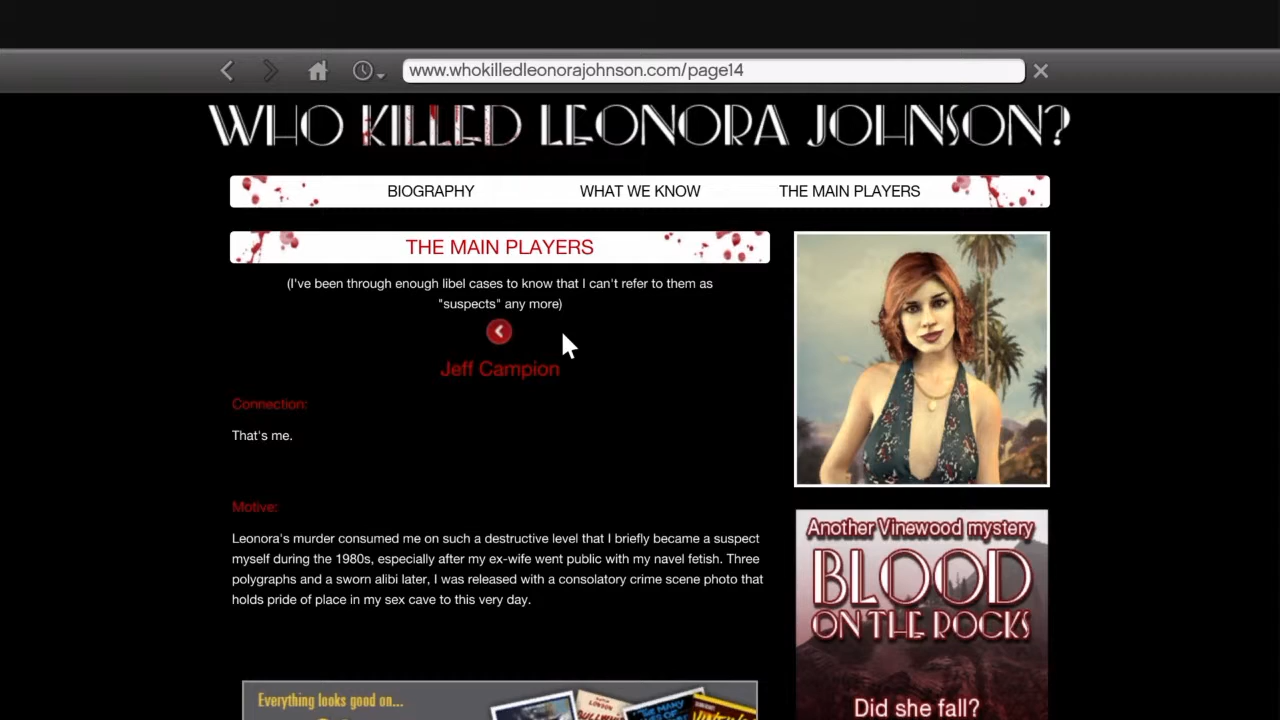 www.whokilledleonorajohnson.com/page14
WHO KILLED LEONORA JOHNSON?
BIOGRAPHY
WHAT WE KNOW
THE MAIN PLAYERS
THE MAIN PLAYERS
(I've been through enough libel cases to know that I can't refer to them as
"suspects" any more)
Jeff Campion
Connection:
That's me.
Motive:
Leonora's murder consumed me on such a destructive level that I briefly became a suspect
myself during the 1980s, especially after my ex-wife went public with my navel fetish. Three
polygraphs and a sworn alibi later, I was released with a consolatory crime scene photo that
holds pride of place in my sex cave to this very day.
Everything looks good on...
Another Vinewood mystery
BLOOD
ON THE ROCKS
Did she fall?